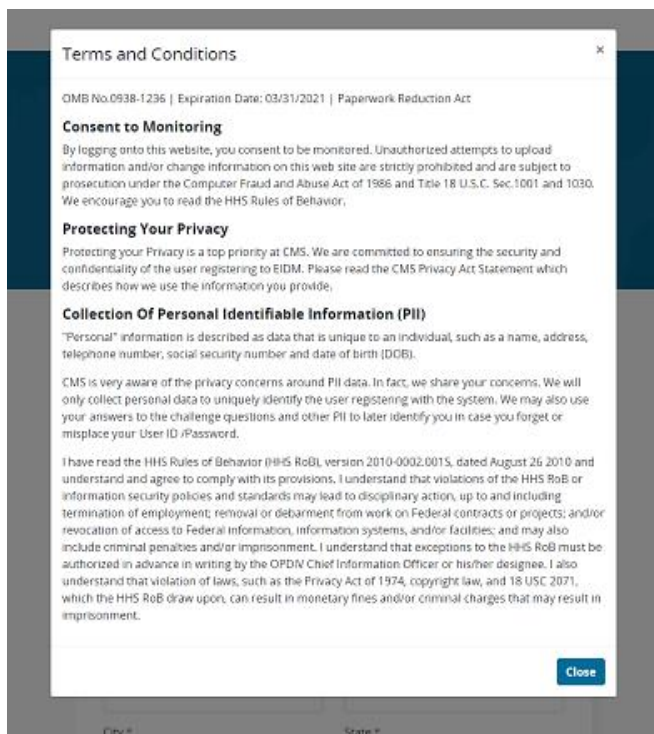 Terms and Conditions
×
OMB No.0938-1236 | Expiration Date: 03/31/2021 | Paperwork Reduction Act
Consent to Monitoring
By logging onto this website, you consent to be monitored. Unauthorized attempts to upload
information and/or change information on this web site are strictly prohibited and are subject to
prosecution under the Computer Fraud and Abuse Act of 1986 and Title 18 U.S.C. Sec.1001 and 1030.
We encourage you to read the HHS Rules of Behavior.
Protecting Your Privacy
Protecting your Privacy is a top priority at CMS. We are committed to ensuring the security and
confidentiality of the user registering to EIDM. Please read the CMS Privacy Act Statement which
describes how we use the information you provide.
Collection Of Personal Identifiable Information (PII)
"Personal" information is described as data that is unique to an individual, such as a name, address,
telephone number, social security number and date of birth (DOB).
CMS is very aware of the privacy concerns around PII data. In fact, we share your concerns. We will
only collect personal data to uniquely identify the user registering with the system. We may also use
your answers to the challenge questions and other PII to later identify you in case you forget or
misplace your User ID /Password.
I have read the HHS Rules of Behavior (HHS RoB), version 2010-0002.001S, dated August 26 2010 and
understand and agree to comply with its provisions. I understand that violations of the HHS RoB or
information security policies and standards may lead to disciplinary action, up to and including
termination of employment; removal or debarment from work on Federal contracts or projects; and/or
revocation of access to Federal information, information systems, and/or facilities; and may also
include criminal penalties and/or imprisonment. I understand that exceptions to the HHS RoB must be
authorized in advance in writing by the OPDIV Chief Information Officer or his/her designee. I also
understand that violation of laws, such as the Privacy Act of 1974, copyright law, and 18 USC 2071,
which the HHS RoB draw upon, can result in monetary fines and/or criminal charges that may result in
imprisonment.
Close
City *
State *